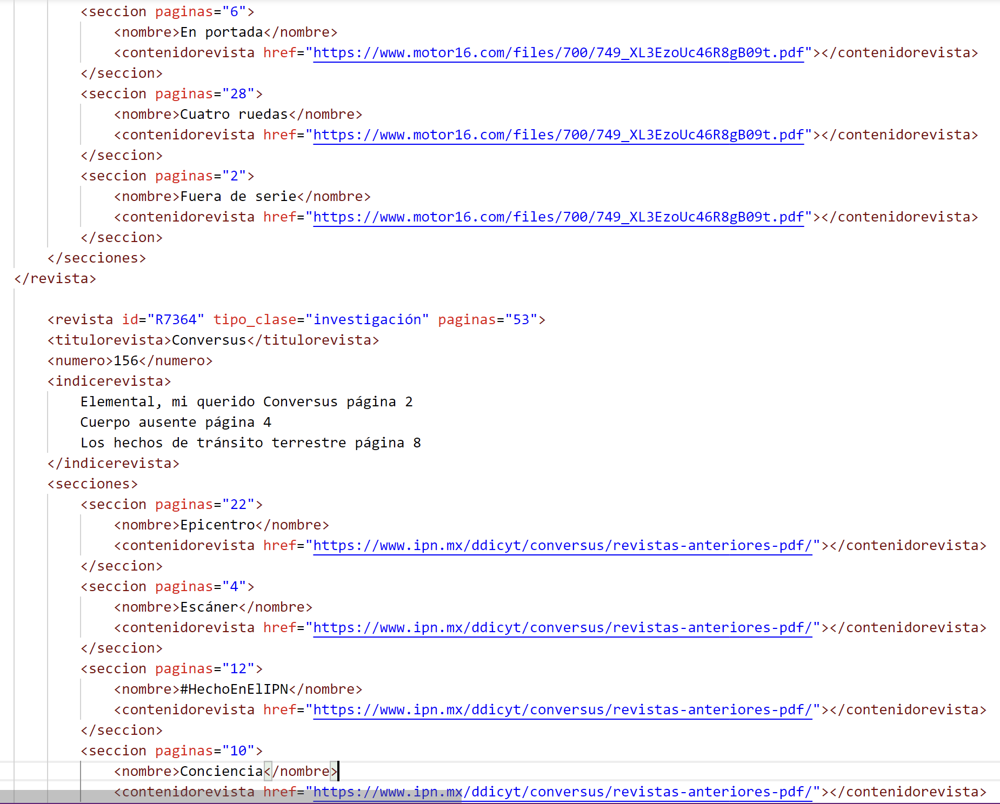 <seccion paginas="6">
<nombre>En portada</nombre>
<contenidorevista href="https://www.motor16.com/files/700/749_XL3EzoUc46R8gB09t.pdf"></contenidorevista>
</seccion>
<seccion paginas="28">
<nombre>Cuatro ruedas</nombre>
<contenidorevista href="https://www.motor16.com/files/700/749_XL3EzoUc46R8gB09t.pdf"></contenidorevista>
</seccion>
<seccion paginas="2">
<nombre>Fuera de serie</nombre>
<contenidorevista href="https://www.motor16.com/files/700/749_XL3EzoUc46R8gB09t.pdf"></contenidorevista>
</seccion>
</secciones>
</revista>
<revista id="R7364" tipo_clase="investigación" paginas="53">
<titulorevista>Conversus</titulorevista>
<numero>156</numero>
<indicerevista>
Elemental, mi querido Conversus página 2
Cuerpo ausente página 4
Los hechos de tránsito terrestre página 8
</indicerevista>
<secciones>
<seccion paginas="22">
<nombre>Epicentro</nombre>
<contenidorevista href="https://www.ipn.mx/ddicyt/conversus/revistas-anteriores-pdf/"></contenidorevista>
</seccion>
<seccion paginas="4">
<nombre>Escáner</nombre>
<contenidorevista href="https://www.ipn.mx/ddicyt/conversus/revistas-anteriores-pdf/"></contenidorevista>
</seccion>
<seccion paginas="12">
<nombre>#HechoEnElIPN</nombre>
<contenidorevista href="https://www.ipn.mx/ddicyt/conversus/revistas-anteriores-pdf/"></contenidorevista>
</seccion>
<seccion paginas="10">
<nombre>Conciencia</nombre>
<contenidorevista href="https://www.ipn.mx/ddicyt/conversus/revistas-anteriores-pdf/"></contenidorevista>